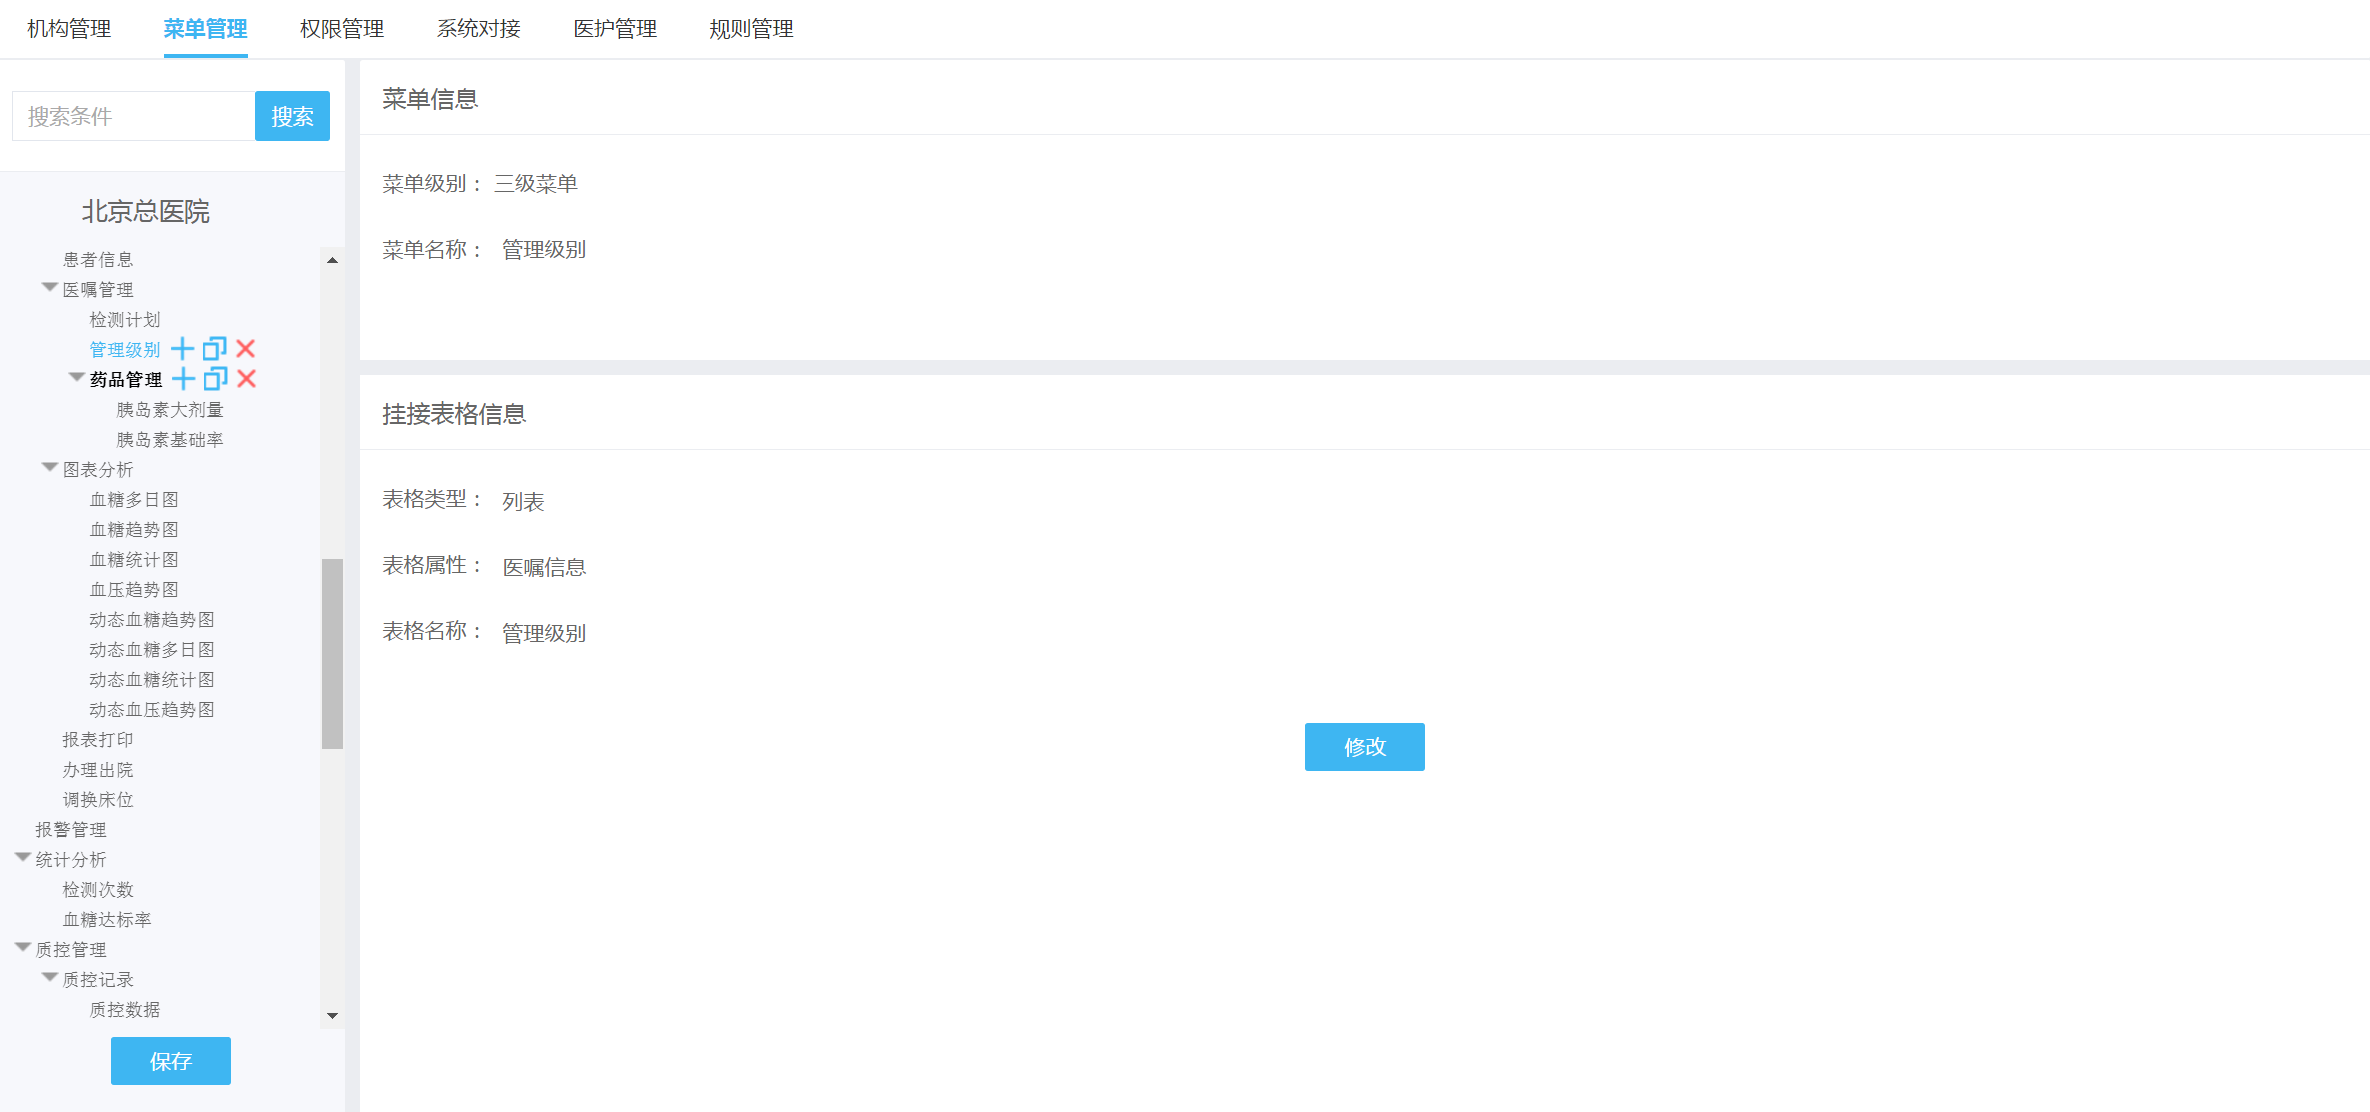 机构管理 菜单管理 权限管理 系统对接 医护管理 规则管理
搜索条件 搜索
北京总医院
患者信息
医嘱管理
检测计划
管理级别
药品管理
胰岛素大剂量
胰岛素基础率
图表分析
血糖多日图
血糖趋势图
血糖统计图
血压趋势图
动态血糖趋势图
动态血糖多日图
动态血糖统计图
动态血压趋势图
报表打印
办理出院
调换床位
报警管理
统计分析
检测次数
血糖达标率
质控管理
质控记录
质控数据
保存
菜单信息
菜单级别： 三级菜单
菜单名称： 管理级别
挂接表格信息
表格类型： 列表
表格属性： 医嘱信息
表格名称： 管理级别
修改